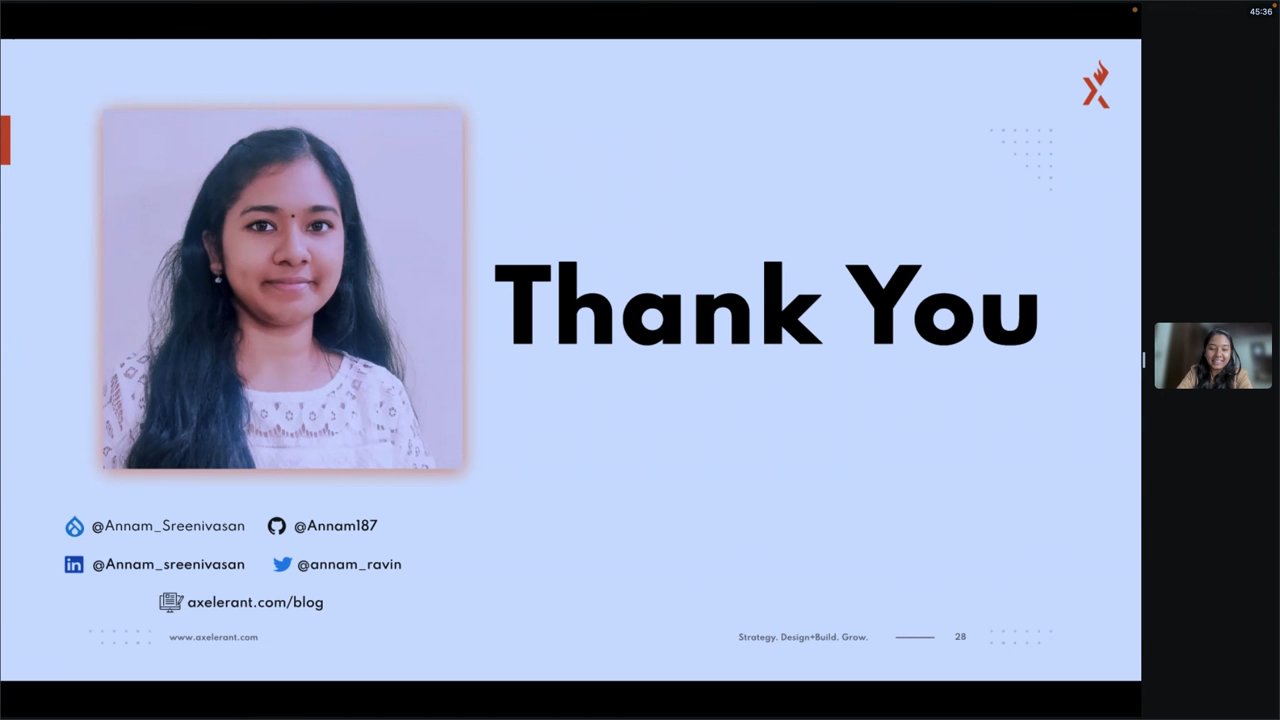 45:36
Thank You
@Annam_Sreenivasan @Annam187
@Annam_sreenivasan @annam_ravin
axelerant.com/blog
www.axelerant.com Strategy. Design+Build. Grow. 28